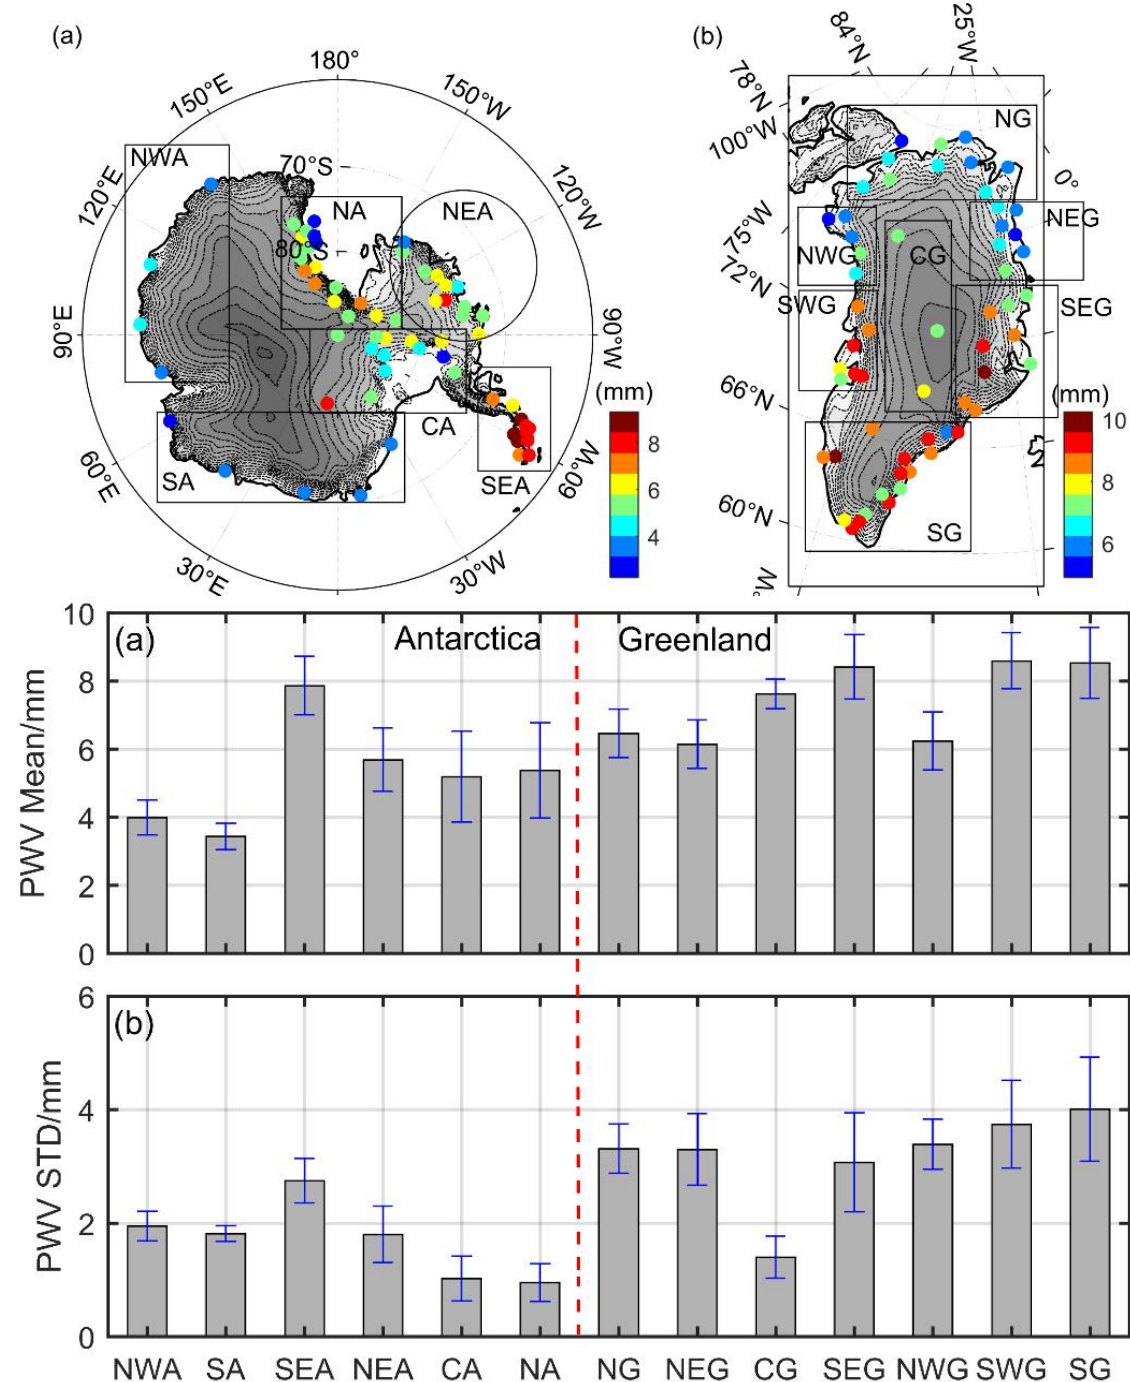 (a)
180°
150°E
150°W
120°E
120°W
90°E
90°W
60°E
60°W
30°E
30°W
70°S
80°S
NWA
NA
NEA
CA
SA
SEA
(mm)
8
6
4
(b)
84°N
25°W
78°N
100°W
0°
75°W
72°N
66°N
60°N
°W
NG
NEG
NWG
CG
SWG
SEG
SG
(mm)
10
8
6
(a)
Antarctica
Greenland
PWV Mean/mm
10
8
6
4
2
0
(b)
PWV STD/mm
6
4
2
0
NWA SA SEA NEA CA NA NG NEG CG SEG NWG SWG SG